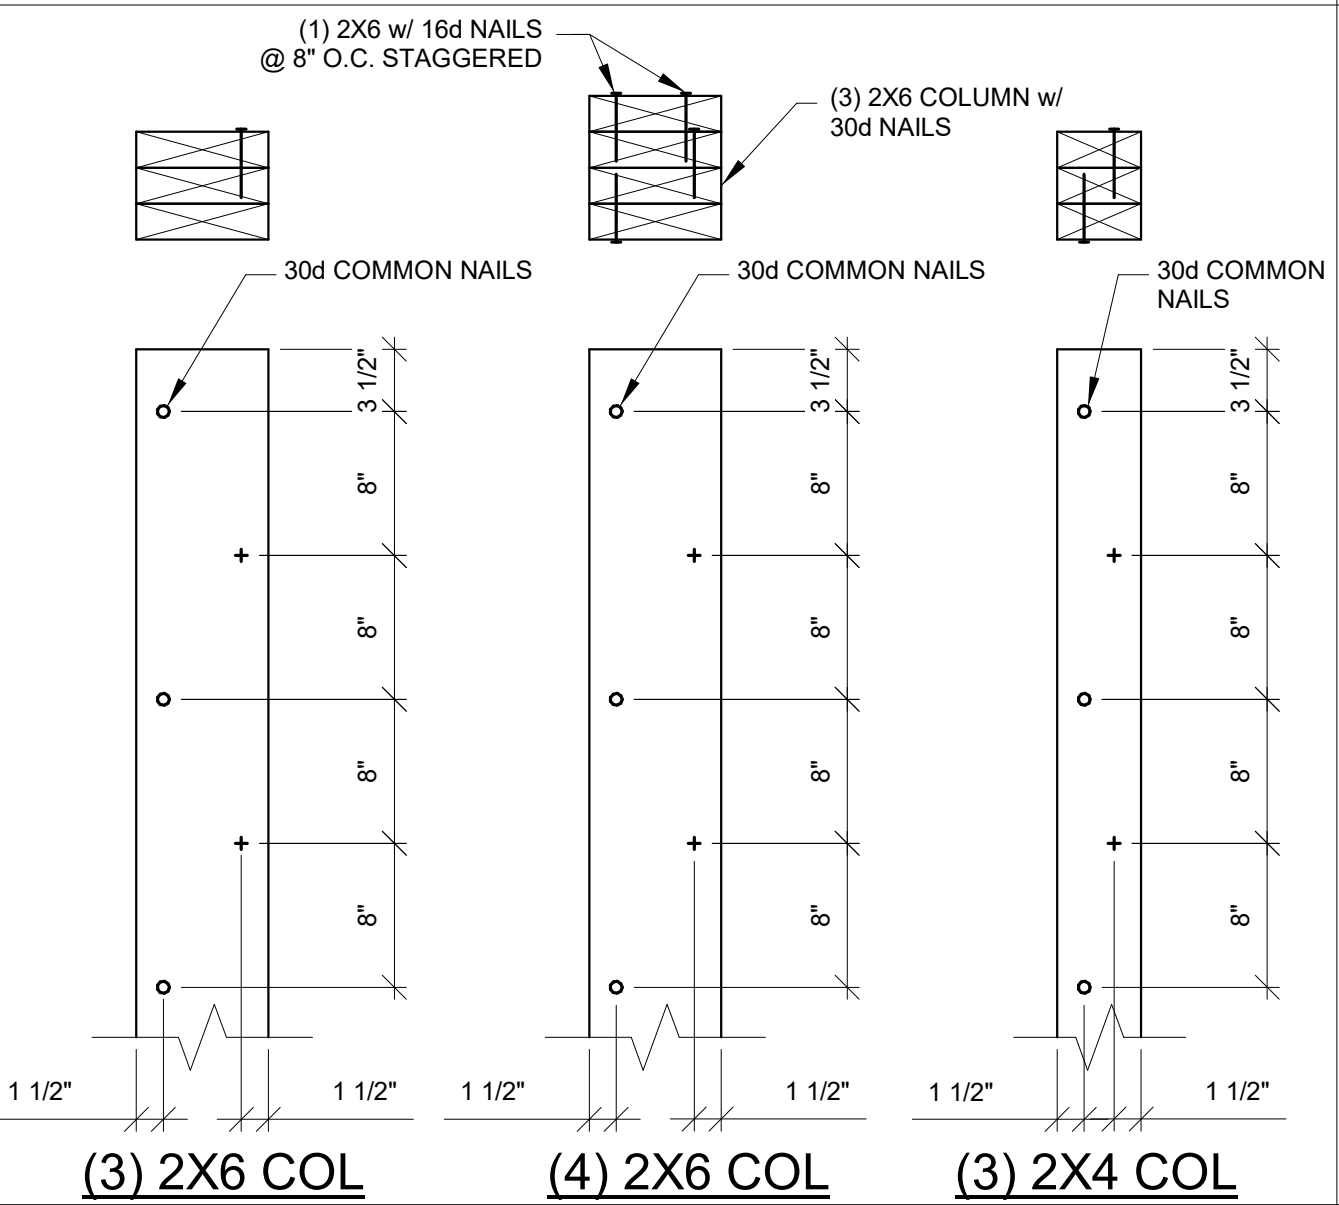 (1) 2X6 w/ 16d NAILS
@ 8" O.C. STAGGERED
(3) 2X6 COLUMN w/
30d NAILS
30d COMMON NAILS
30d COMMON NAILS
30d COMMON
NAILS
3 1/2"
8"
8"
8"
8"
3 1/2"
8"
8"
8"
8"
3 1/2"
8"
8"
8"
8"
1 1/2"
1 1/2"
1 1/2"
1 1/2"
1 1/2"
1 1/2"
(3) 2X6 COL
(4) 2X6 COL
(3) 2X4 COL